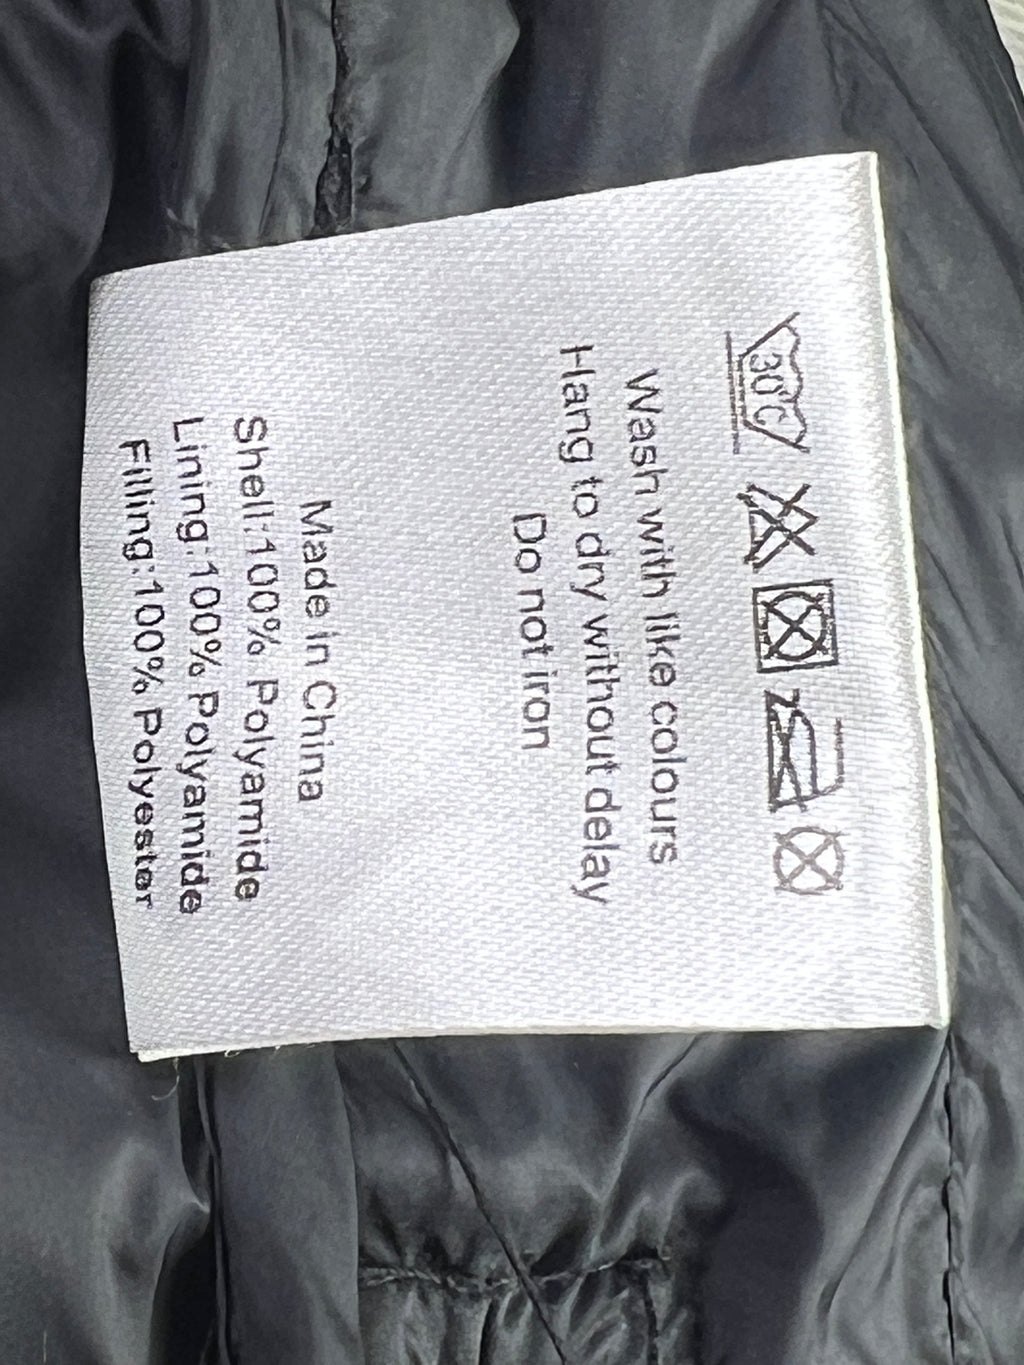 30°C
Wash with like colours
Hang to dry without delay
Do not iron
Made in China
Shell:100% Polyamide
Lining:100% Polyamide
Filling:100% Polyester